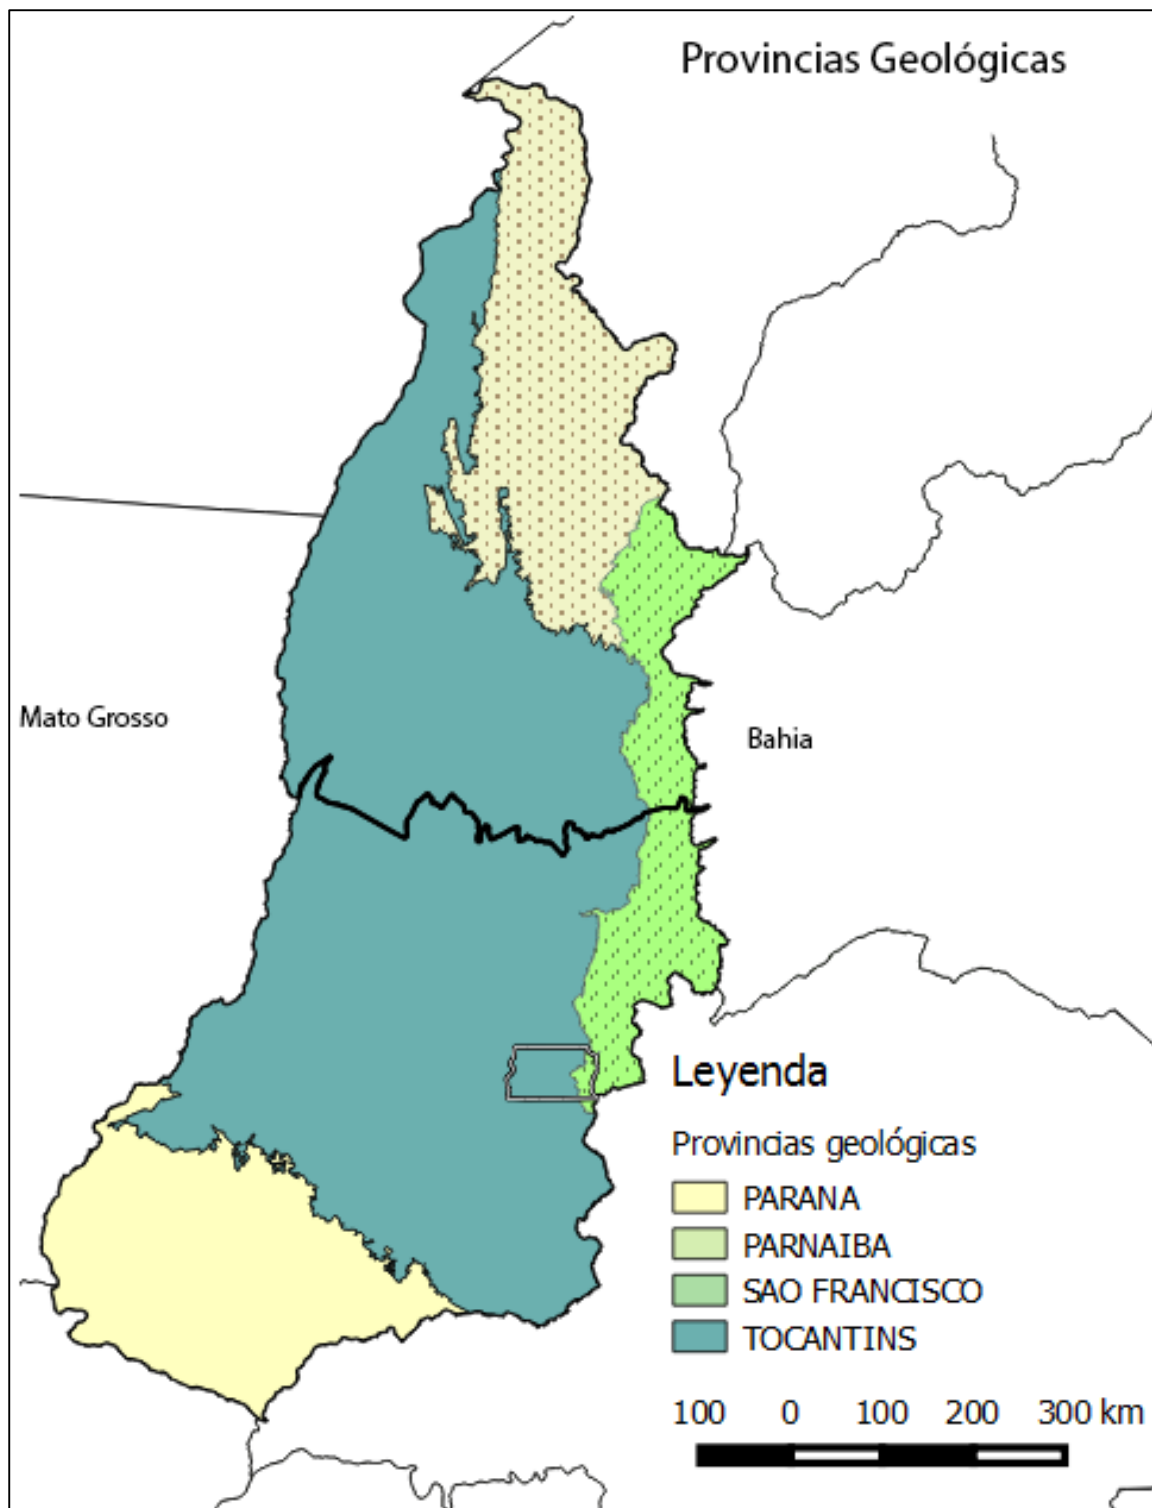 Provincias Geológicas
Mato Grosso
Bahia
Leyenda
Provincias geológicas
PARANA
PARNAIBA
SAO FRANCISCO
TOCANTINS
100 0 100 200 300 km